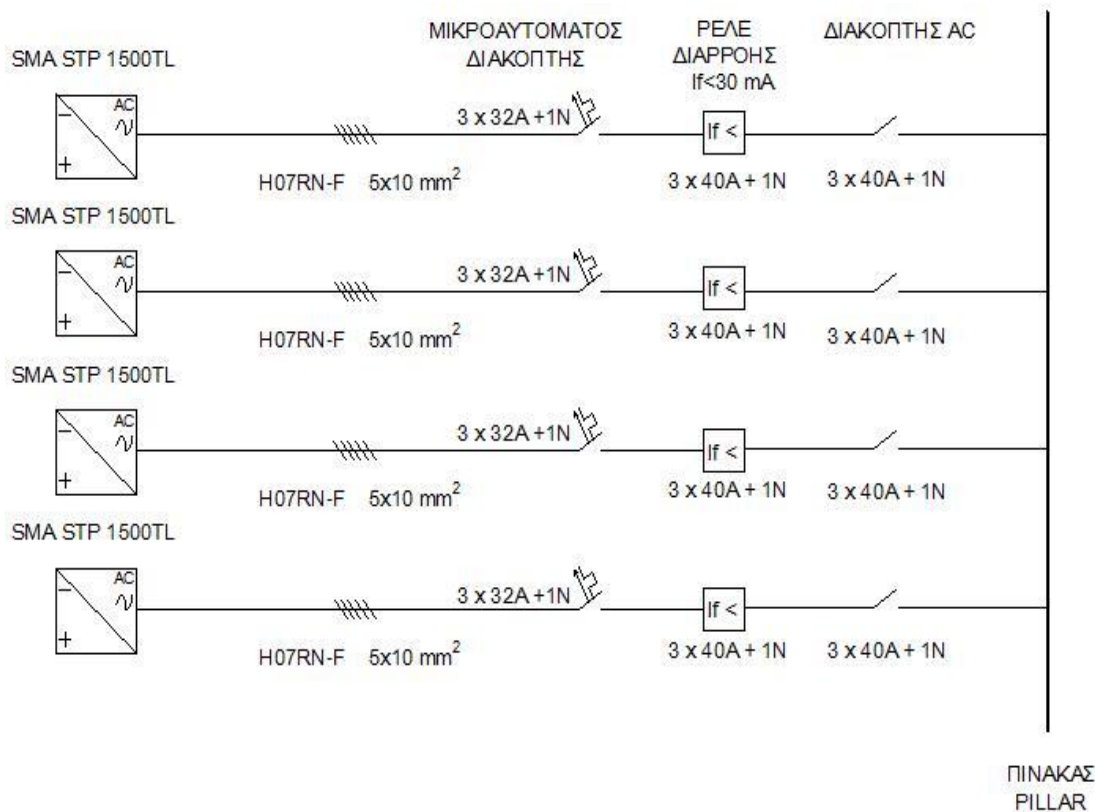 ΜΙΚΡΟΑΥΤΟΜΑΤΟΣ
ΔΙΑΚΟΠΤΗΣ
ΡΕΛΕ
ΔΙΑΡΡΟΗΣ
If<30 mA
ΔΙΑΚΟΠΤΗΣ AC
SMA STP 1500TL
AC
3 x 32A +1N
If <
H07RN-F 5x10 mm²
3 x 40A + 1N
3 x 40A + 1N
SMA STP 1500TL
AC
3 x 32A +1N
If <
H07RN-F 5x10 mm²
3 x 40A + 1N
3 x 40A + 1N
SMA STP 1500TL
AC
3 x 32A +1N
If <
H07RN-F 5x10 mm²
3 x 40A + 1N
3 x 40A + 1N
SMA STP 1500TL
AC
3 x 32A +1N
If <
H07RN-F 5x10 mm²
3 x 40A + 1N
3 x 40A + 1N
ΠΙΝΑΚΑΣ
PILLAR